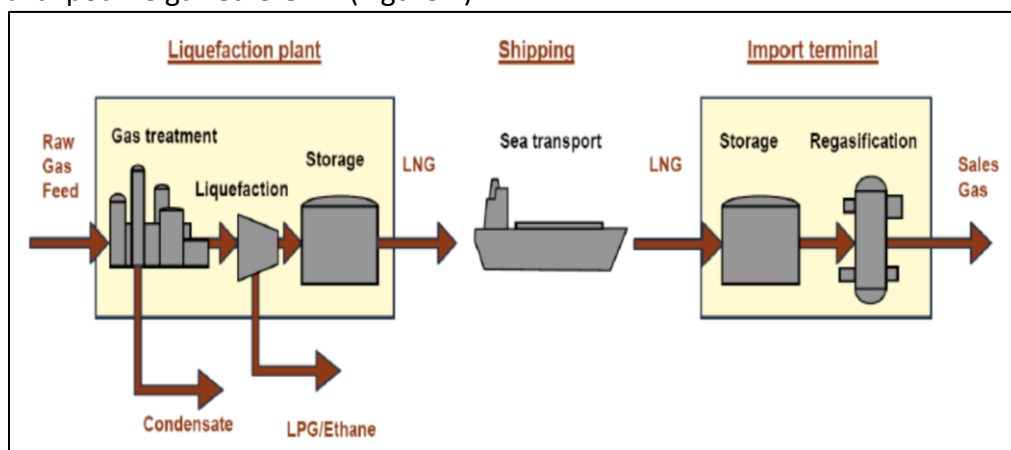 Liquefaction plant
Shipping
Import terminal
Raw
Gas
Feed
Gas treatment
Liquefaction
Storage
LNG
Sea transport
LNG
Storage
Regasification
Sales
Gas
Condensate
LPG/Ethane